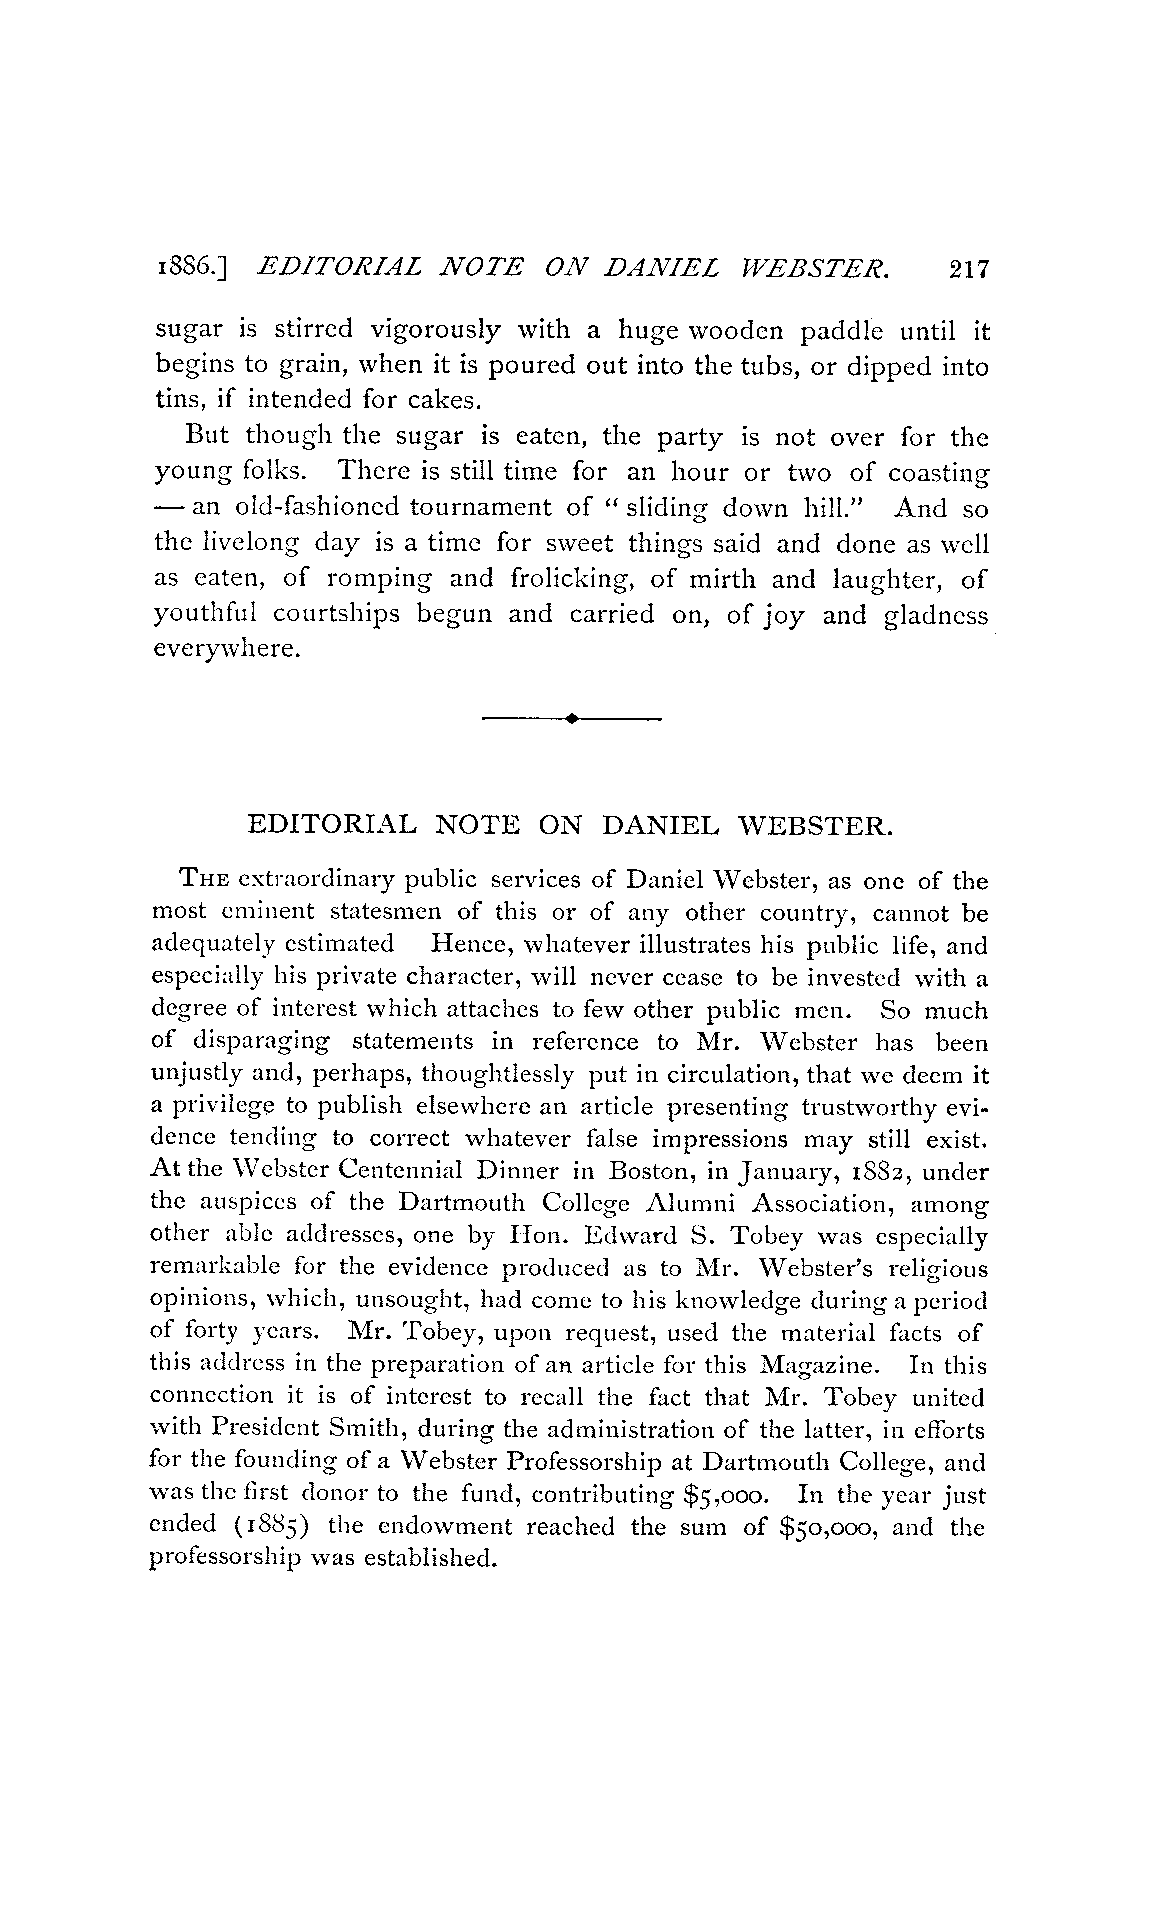 1886.] EDITORIAL NOTE ON DANIEL WEBSTER. 217
sugar is stirred vigorously with a huge wooden paddle until it
begins to grain, when it is poured out into the tubs, or dipped into
tins, if intended for cakes.
But though the sugar is eaten, the party is not over for the
young folks. There is still time for an hour or two of coasting
— an old-fashioned tournament of " sliding down hill." And so
the livelong day is a time for sweet things said and done as well
as eaten, of romping and frolicking, of mirth and laughter, of
youthful courtships begun and carried on, of joy and gladness
everywhere.
EDITORIAL NOTE ON DANIEL WEBSTER.
THE extraordinary public services of Daniel Webster, as one of the
most eminent statesmen of this or of any other country, cannot be
adequately estimated Hence, whatever illustrates his public life, and
especially his private character, will never cease to be invested with a
degree of interest which attaches to few other public men. So much
of disparaging statements in reference to Mr. Webster has been
unjustly and, perhaps, thoughtlessly put in circulation, that we deem it
a privilege to publish elsewhere an article presenting trustworthy evi-
dence tending to correct whatever false impressions may still exist.
At the Webster Centennial Dinner in Boston, in January, 1882, under
the auspices of the Dartmouth College Alumni Association, among
other able addresses, one by Hon. Edward S. Tobey was especially
remarkable for the evidence produced as to Mr. Webster's religious
opinions, which, unsought, had come to his knowledge during a period
of forty years. Mr. Tobey, upon request, used the material facts of
this address in the preparation of an article for this Magazine. In this
connection it is of interest to recall the fact that Mr. Tobey united
with President Smith, during the administration of the latter, in efforts
for the founding of a Webster Professorship at Dartmouth College, and
was the first donor to the fund, contributing $5,000. In the year just
ended (1885) the endowment reached the sum of $50,000, and the
professorship was established.